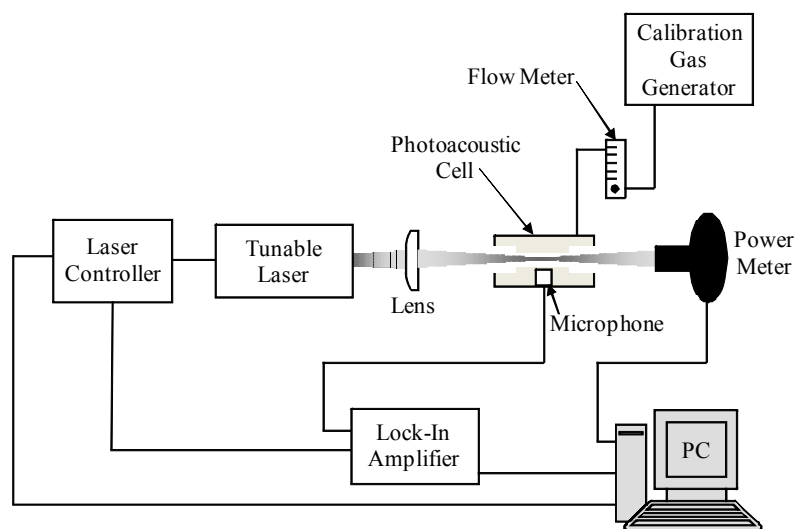 Calibration
Gas
Generator
Flow Meter
Photoacoustic
Cell
Laser
Controller
Tunable
Laser
Lens
Microphone
Power
Meter
Lock-In
Amplifier
PC